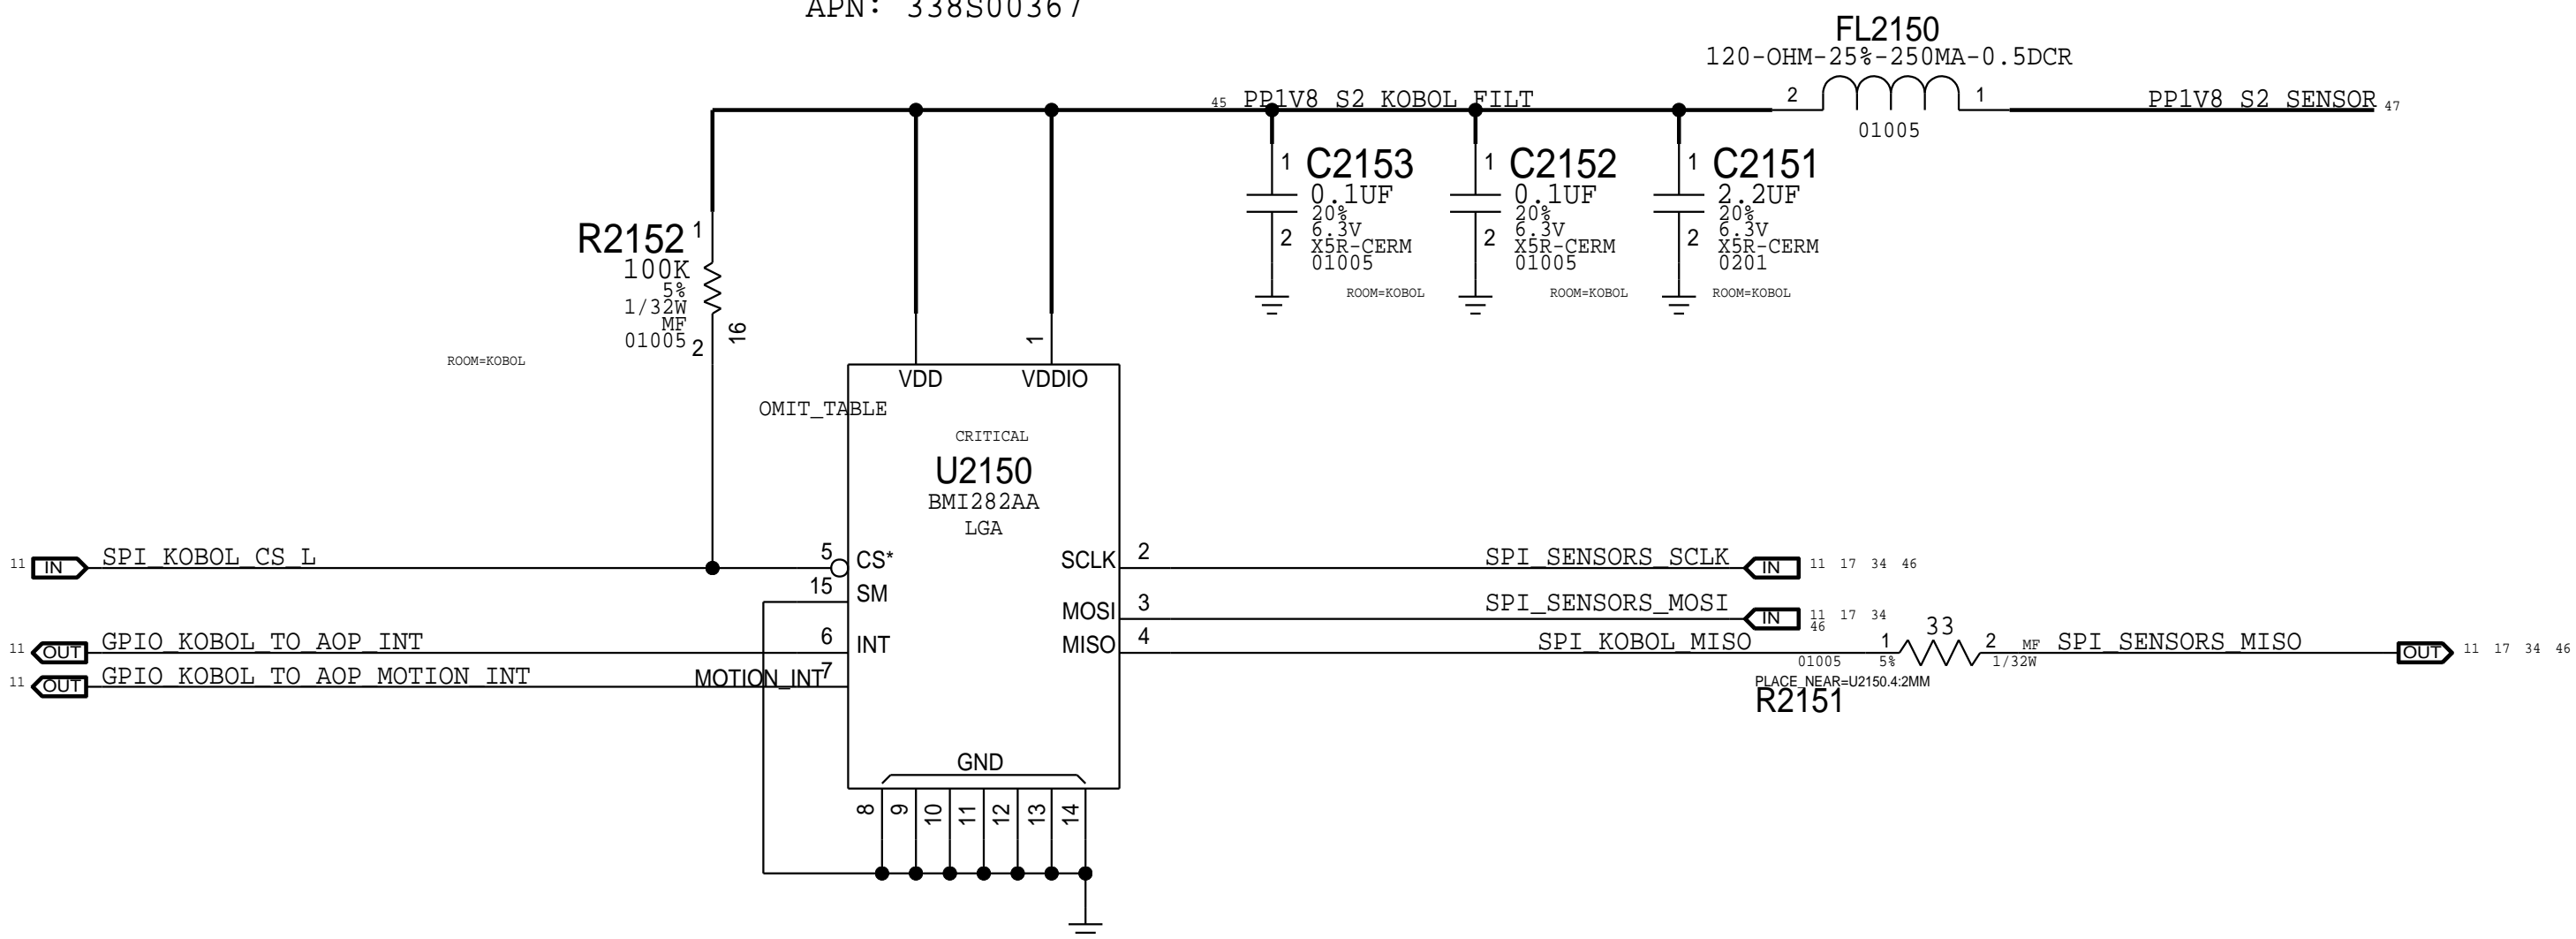 APN: 338S00367
FL2150
120-OHM-25%-250MA-0.5DCR
45 PP1V8_S2_KOBOL_FILT
2
1
PP1V8_S2_SENSOR 47
01005
1 C2153
0.1UF
20%
6.3V
2 X5R-CERM
01005
ROOM=KOBOL
1 C2152
0.1UF
20%
6.3V
2 X5R-CERM
01005
ROOM=KOBOL
1 C2151
2.2UF
20%
6.3V
2 X5R-CERM
0201
ROOM=KOBOL
R2152 1
100K
5%
1/32W
MF
01005 2
16
1
ROOM=KOBOL
VDD VDDIO
OMIT_TABLE
CRITICAL
U2150
BMI282AA
LGA
11 IN SPI_KOBOL_CS_L 5 CS*
15 SM
11 OUT GPIO_KOBOL_TO_AOP_INT 6 INT
11 OUT GPIO_KOBOL_TO_AOP_MOTION_INT MOTION_INT 7
SCLK 2 SPI_SENSORS_SCLK IN 11 17 34 46
MOSI 3 SPI_SENSORS_MOSI IN 11 17 34
46
MISO 4 SPI_KOBOL_MISO 1 33 2 MF SPI_SENSORS_MISO OUT 11 17 34 46
01005 5% 1/32W
PLACE_NEAR=U2150.4:2MM
R2151
GND
8 9 10 11 12 13 14